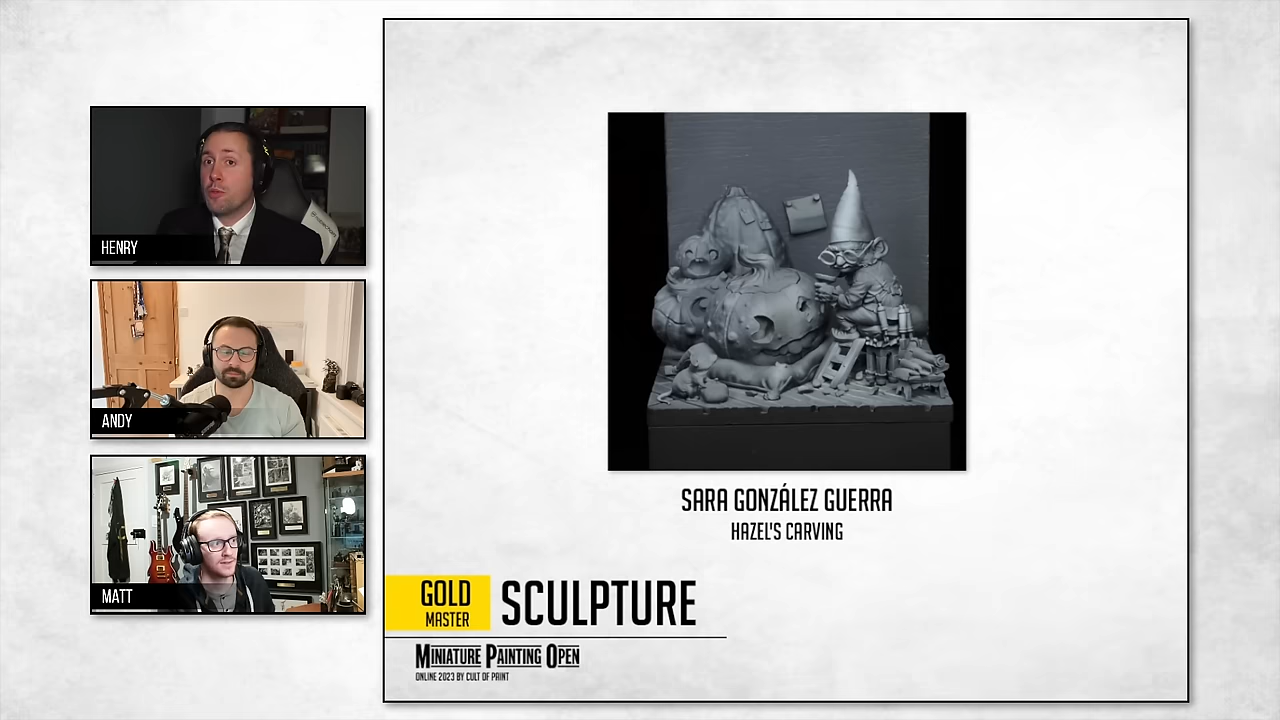 HENRY
ANDY
MATT
SARA GONZÁLEZ GUERRA
HAZEL'S CARVING
GOLD
MASTER
SCULPTURE
MINIATURE PAINTING OPEN
ONLINE 2023 BY CULT OF PAINT